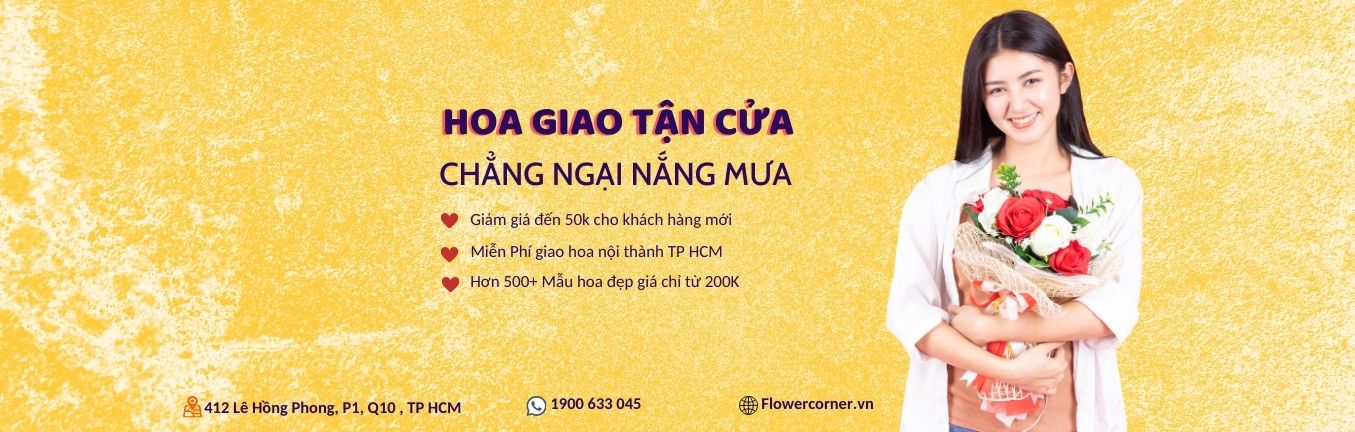 HOA GIAO TẬN CỬA
CHẲNG NGẠI NẮNG MƯA
Giảm giá đến 50k cho khách hàng mới
Miễn Phí giao hoa nội thành TP HCM
Hơn 500+ Mẫu hoa đẹp giá chỉ từ 200K
412 Lê Hồng Phong, P1, Q10 , TP HCM
1900 633 045
Flowercorner.vn